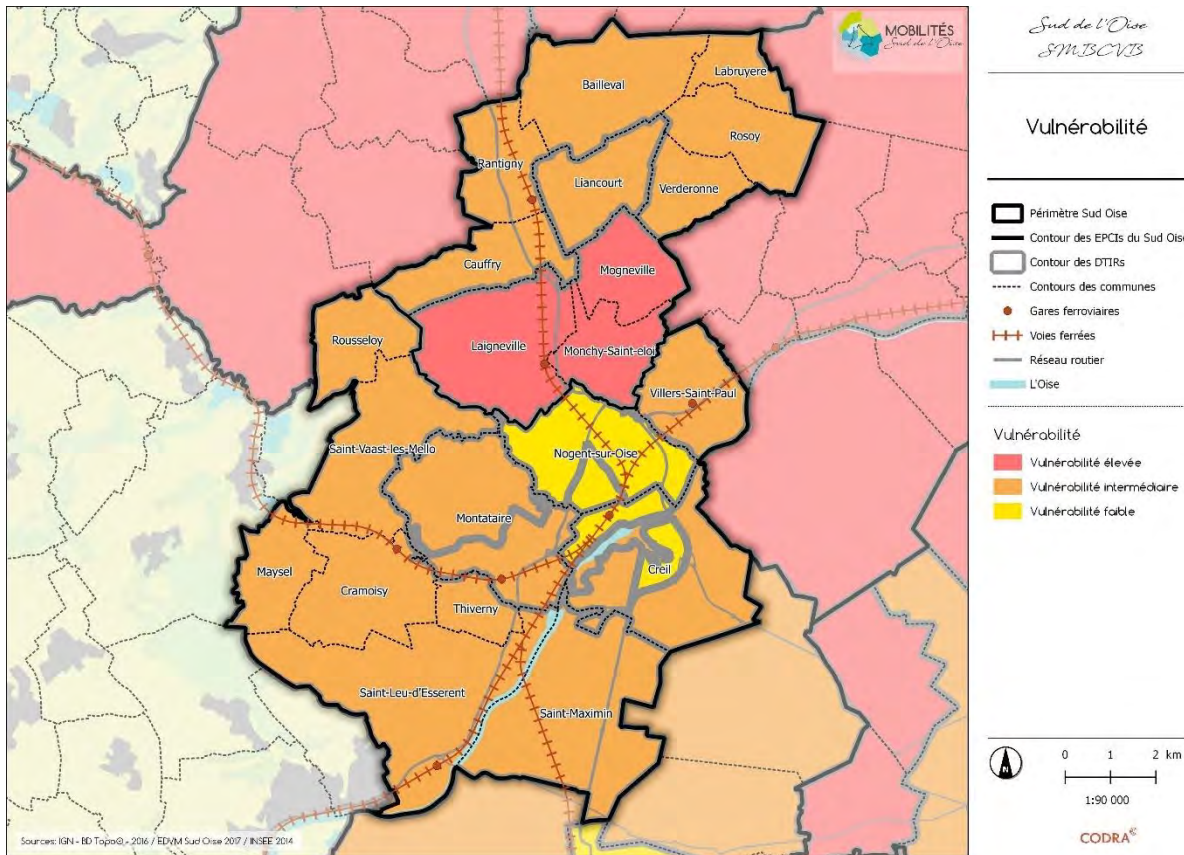 MOBILITÉS
Sud de l'Oise
Labruyere
Bailleval
Rosoy
Rantigny
Liancourt
Verderonne
Cauffry
Mogneville
Rousseloy
Laigneville
Monchy-Saint-eloi
Villers-Saint-Paul
Saint-Vaast-les-Mello
Nogent-sur-Oise
Montataire
Maysel
Creil
Cramoisy
Thiverny
Saint-Leu-d'Esserent
Saint-Maximin
Sources: IGN - BD Topo© - 2016 / EDVM Sud Oise 2017 / INSEE 2014
Sud de l'Oise
SMBCVB
Vulnérabilité
Périmètre Sud Oise
Contour des EPCIs du Sud Oise
Contour des DTIRs
Contours des communes
Gares ferroviaires
Voies ferrées
Réseau routier
L'Oise
Vulnérabilité
Vulnérabilité élevée
Vulnérabilité intermédiaire
Vulnérabilité faible
N
0 1 2 km
1:90 000
CODRA